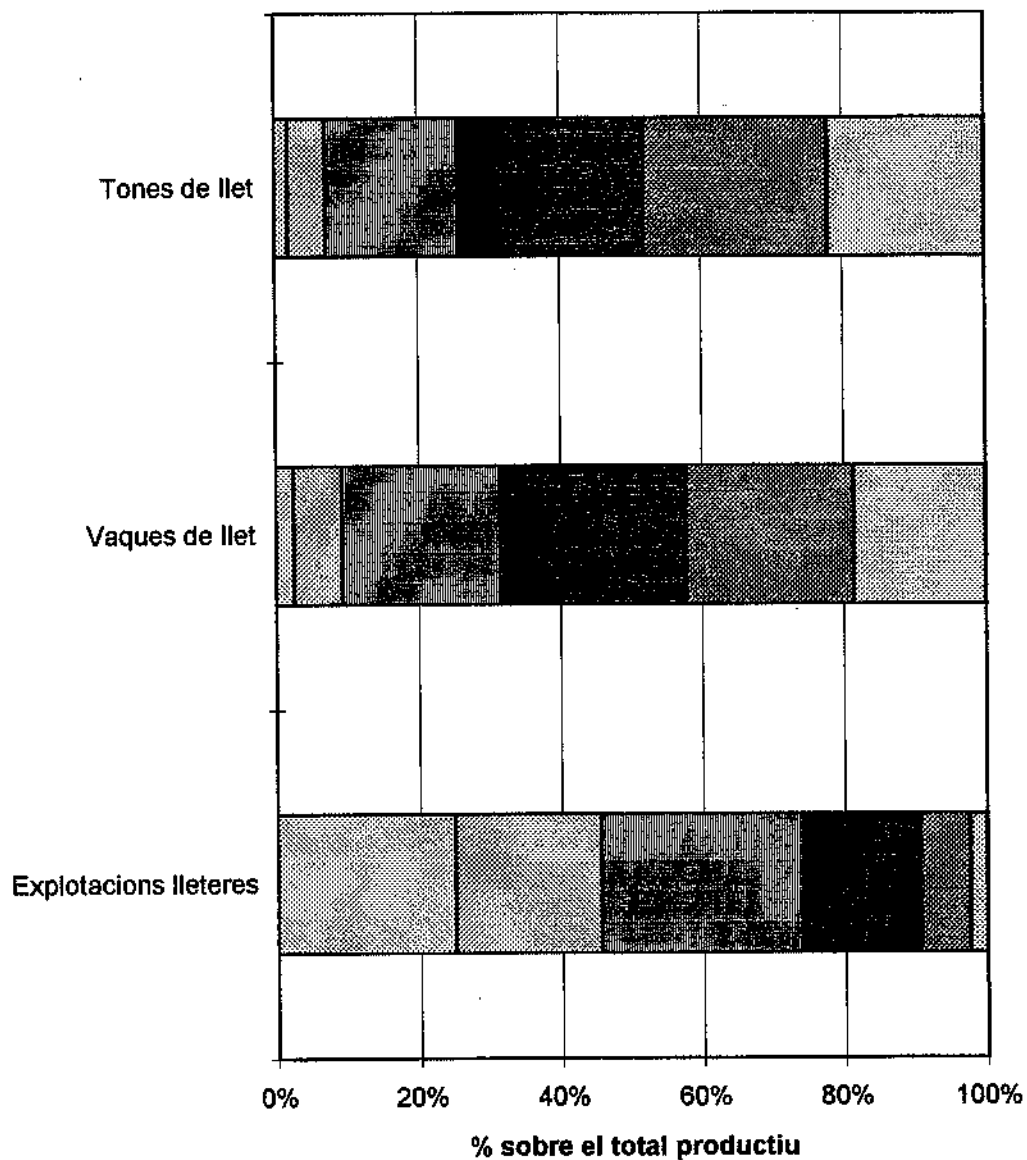 Tones de llet
Vaques de llet
Explotacions lleteres
0% 20% 40% 60% 80% 100%
% sobre el total productiu